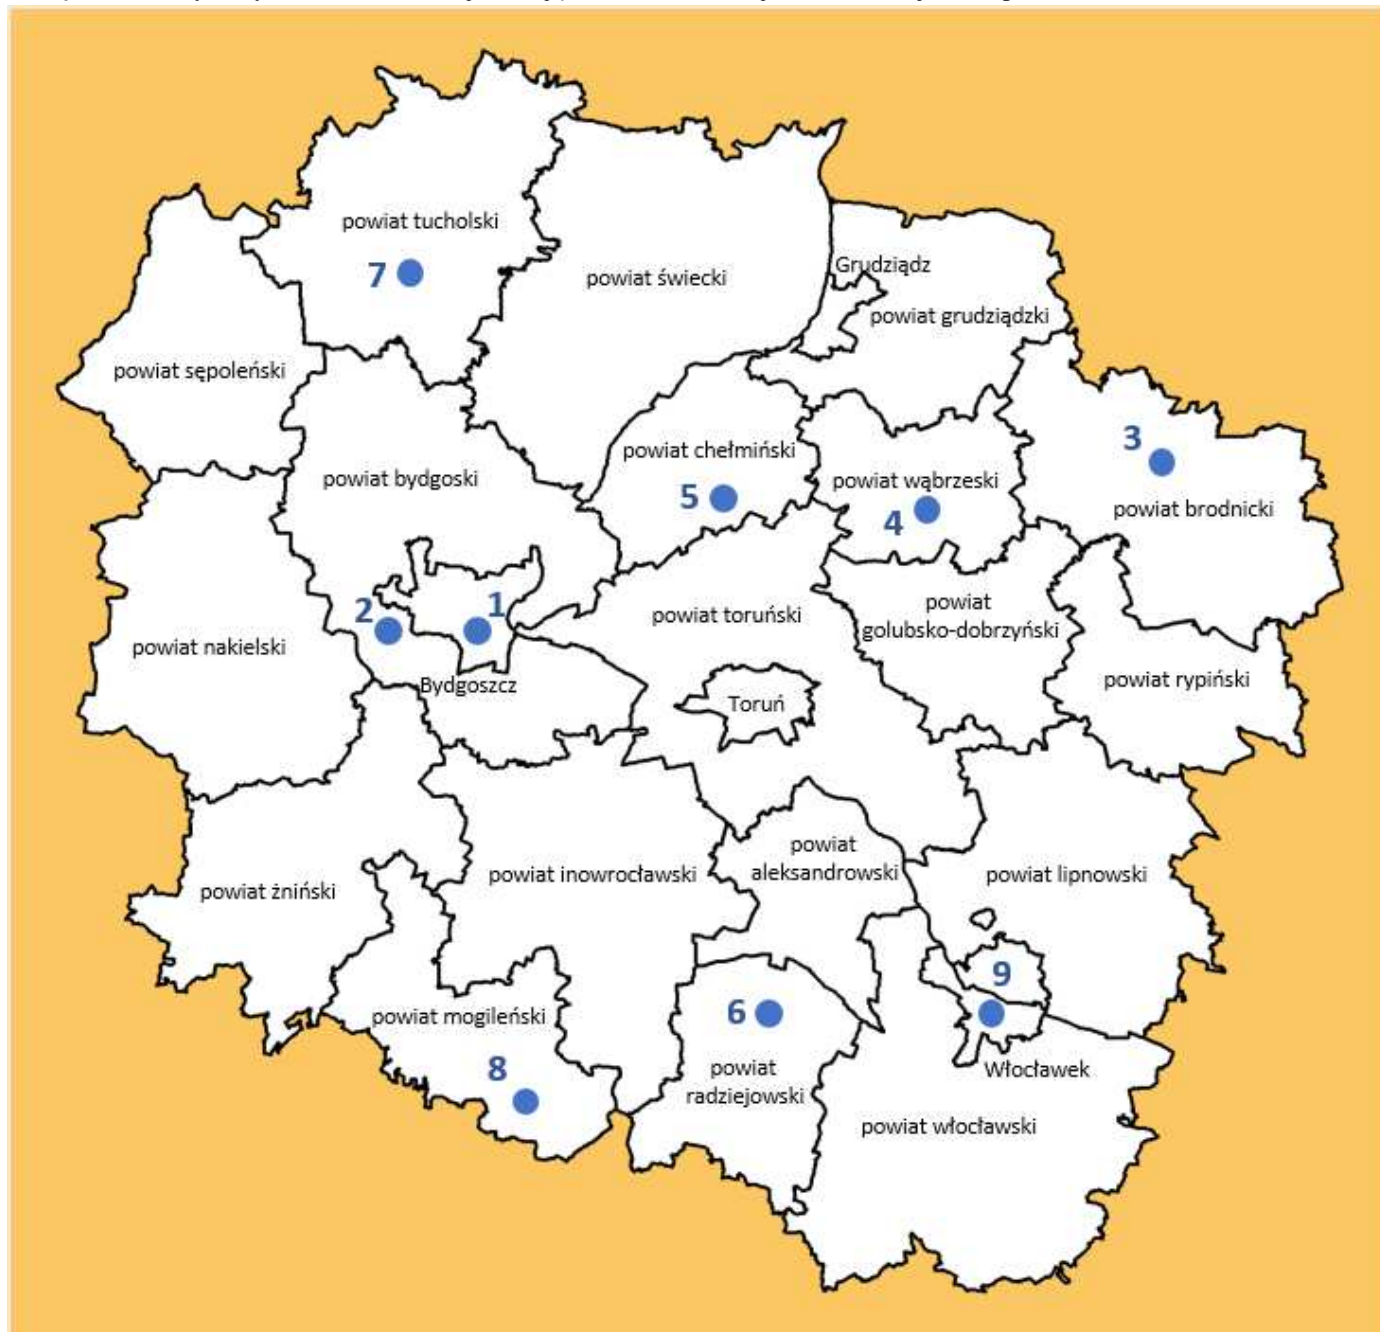 powiat tucholski
7
powiat świecki
Grudziądz
powiat grudziądzki
powiat sępoleński
3
powiat chełmiński
5
powiat bydgoski
powiat wąbrzeski
4
powiat brodnicki
2
1
powiat toruński
powiat
golubsko-dobrzyński
powiat nakielski
Bydgoszcz
Toruń
powiat rypiński
powiat
aleksandrowski
powiat żniński
powiat inowrocławski
powiat lipnowski
9
powiat mogileński
6
8
powiat
radziejowski
Włocławek
powiat włocławski